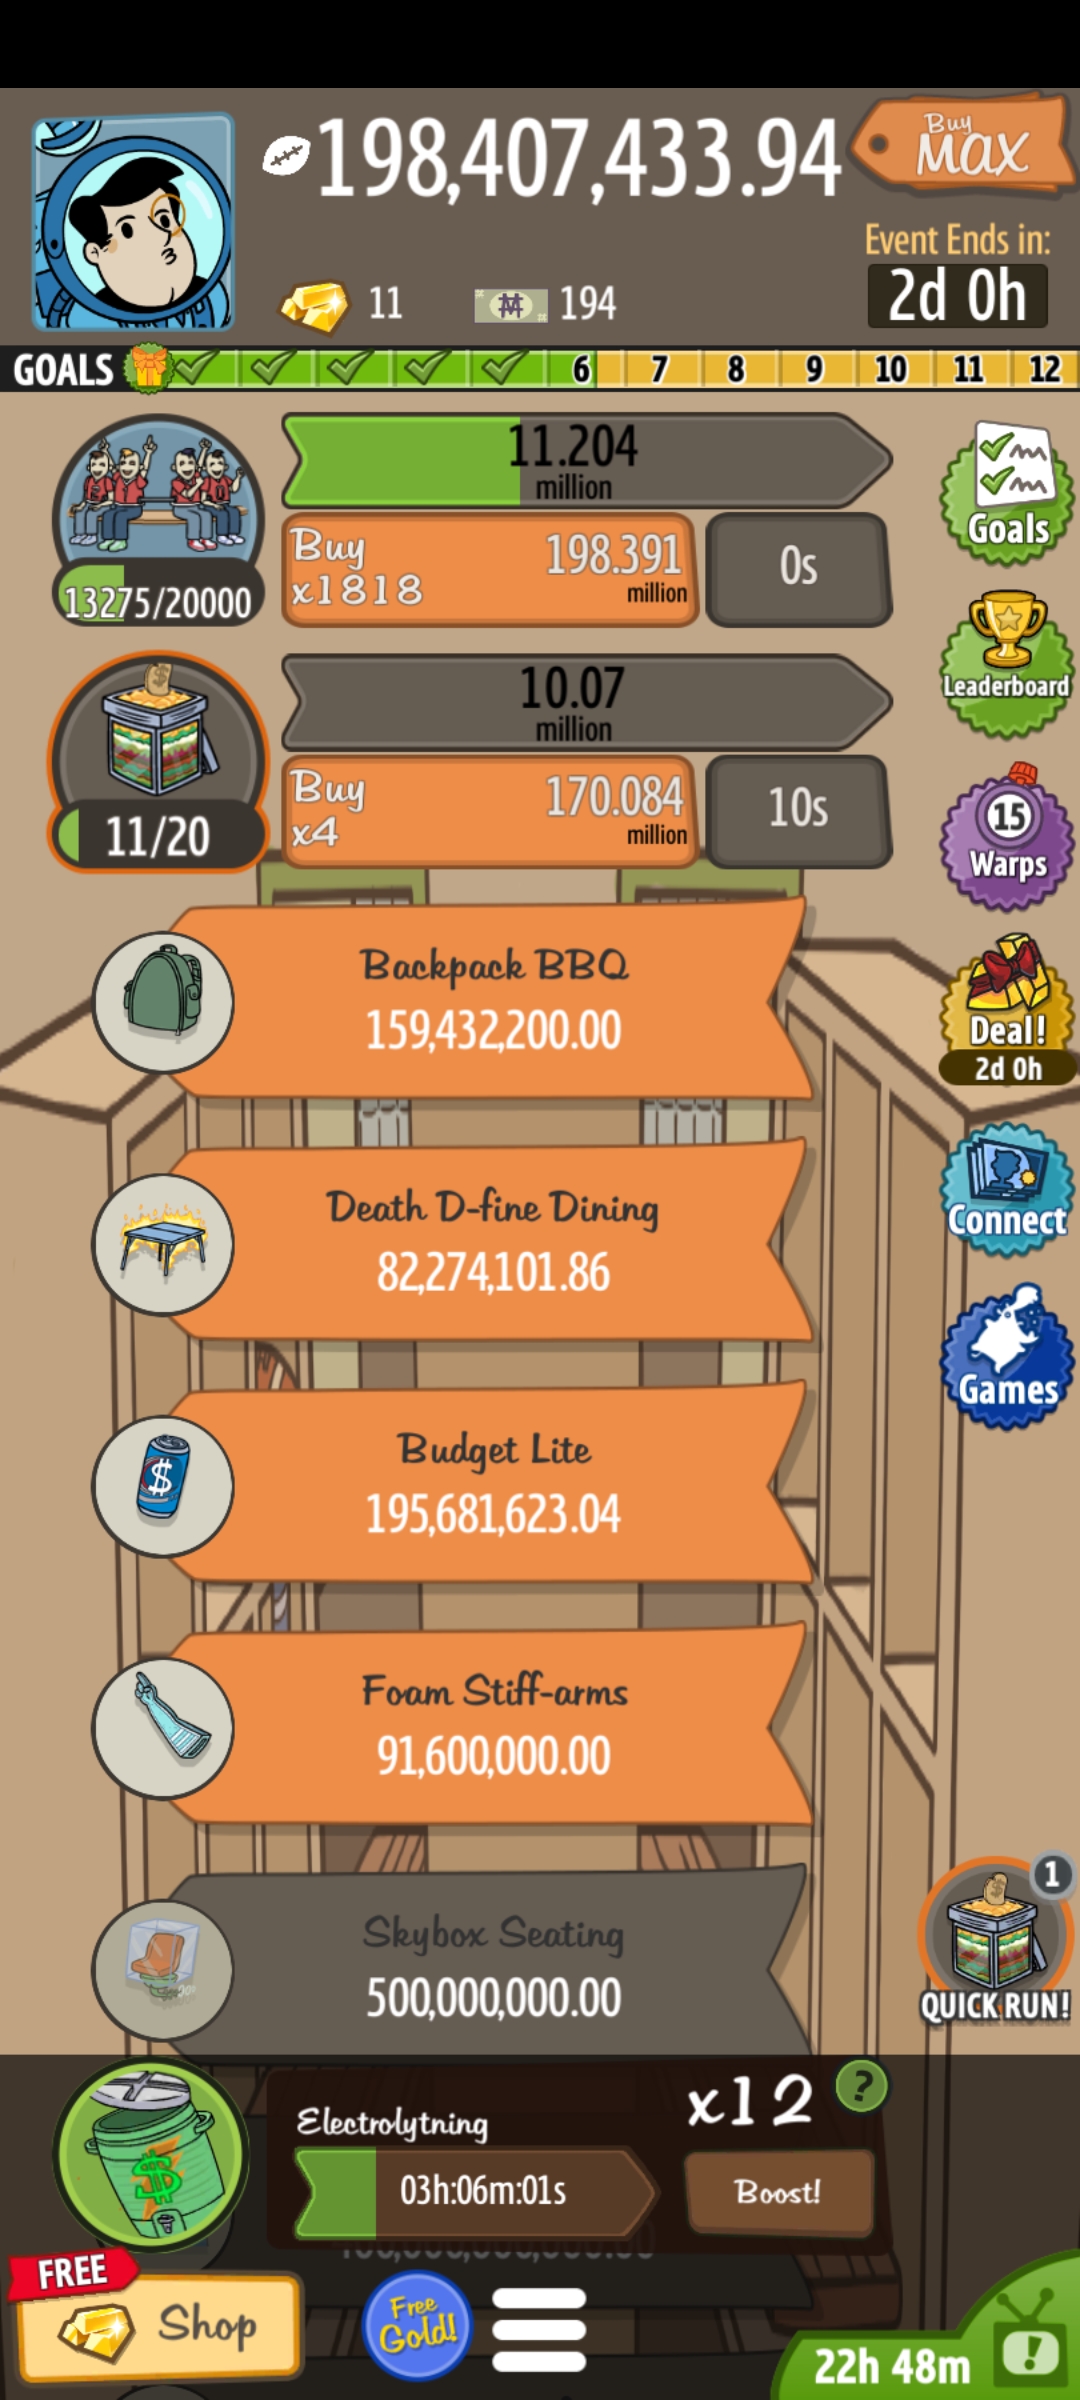 198,407,433.94
Buy
MAX
Event Ends in:
2d 0h
11
194
GOALS
6 7 8 9 10 11 12
11.204
million
Buy
x1818
198.391
million
0s
13275/20000
Goals
Leaderboard
10.07
million
Buy
x4
170.084
million
10s
11/20
15
Warps
Backpack BBQ
159,432,200.00
Deal!
2d 0h
Death D-fine Dining
82,274,101.86
Connect
Games
Budget Lite
195,681,623.04
Foam Stiff-arms
91,600,000.00
Skybox Seating
500,000,000.00
1
QUICK RUN!
Electrolytning
x12
?
03h:06m:01s
Boost!
FREE
Shop
Free
Gold!
22h 48m